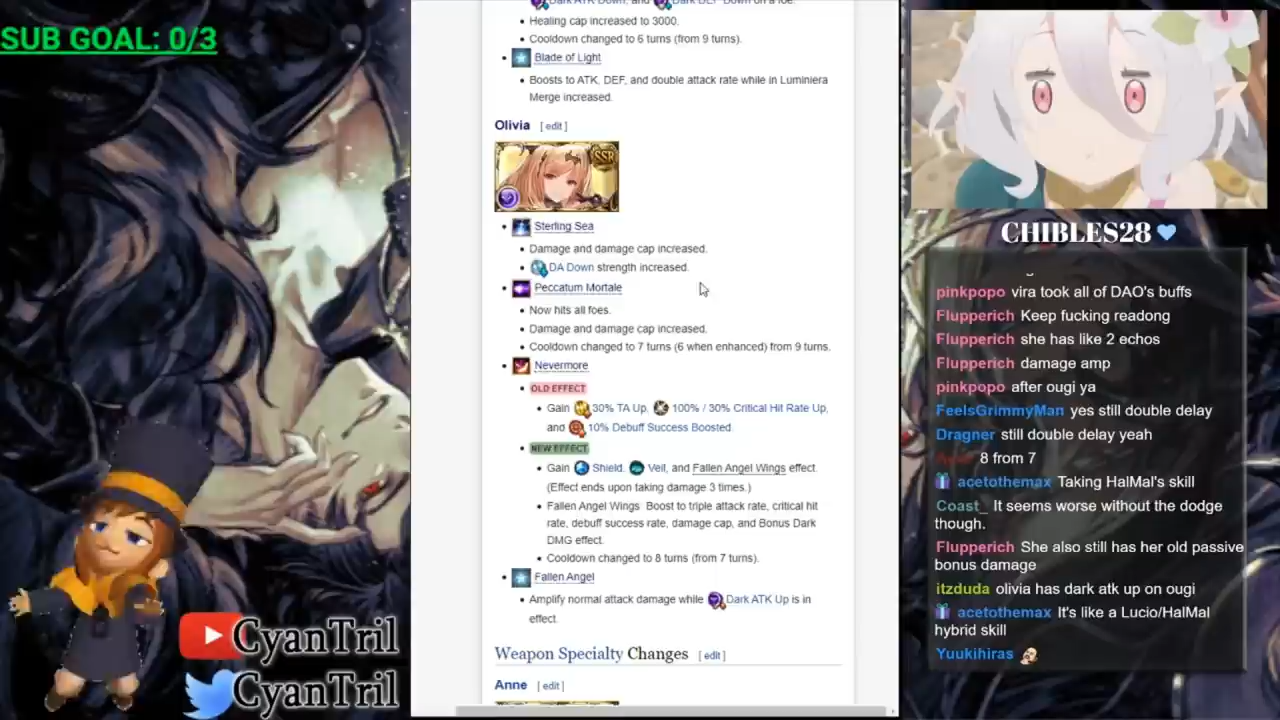 SUB GOAL: 0/3
Dark ATK Down, and Dark DEF Down on a foe.
Healing cap increased to 3000.
Cooldown changed to 6 turns (from 9 turns).
Blade of Light
Boosts to ATK, DEF, and double attack rate while in Luminiera
Merge increased.
Olivia [ edit ]
SSR
Sterling Sea
Damage and damage cap increased.
DA Down strength increased.
Peccatum Mortale
Now hits all foes.
Damage and damage cap increased.
Cooldown changed to 7 turns (6 when enhanced) from 9 turns.
Nevermore
OLD EFFECT
Gain 30% TA Up, 100% / 30% Critical Hit Rate Up,
and 10% Debuff Success Boosted.
NEW EFFECT
Gain Shield, Veil, and Fallen Angel Wings effect.
(Effect ends upon taking damage 3 times.)
Fallen Angel Wings Boost to triple attack rate, critical hit
rate, debuff success rate, damage cap, and Bonus Dark
DMG effect.
Cooldown changed to 8 turns (from 7 turns).
Fallen Angel
Amplify normal attack damage while Dark ATK Up is in
effect.
Weapon Specialty Changes [ edit ]
Anne [ edit ]
CyanTril
CyanTril
CHIBLES28
pinkpopo vira took all of DAO's buffs
Flupperich Keep fucking readong
Flupperich she has like 2 echos
Flupperich damage amp
pinkpopo after ougi ya
FeelsGrimmyMan yes still double delay
Dragner still double delay yeah
8 from 7
acetothemax Taking HalMal's skill
Coast_ It seems worse without the dodge
though.
Flupperich She also still has her old passive
bonus damage
itzduda olivia has dark atk up on ougi
acetothemax It's like a Lucio/HalMal
hybrid skill
Yuukihiras